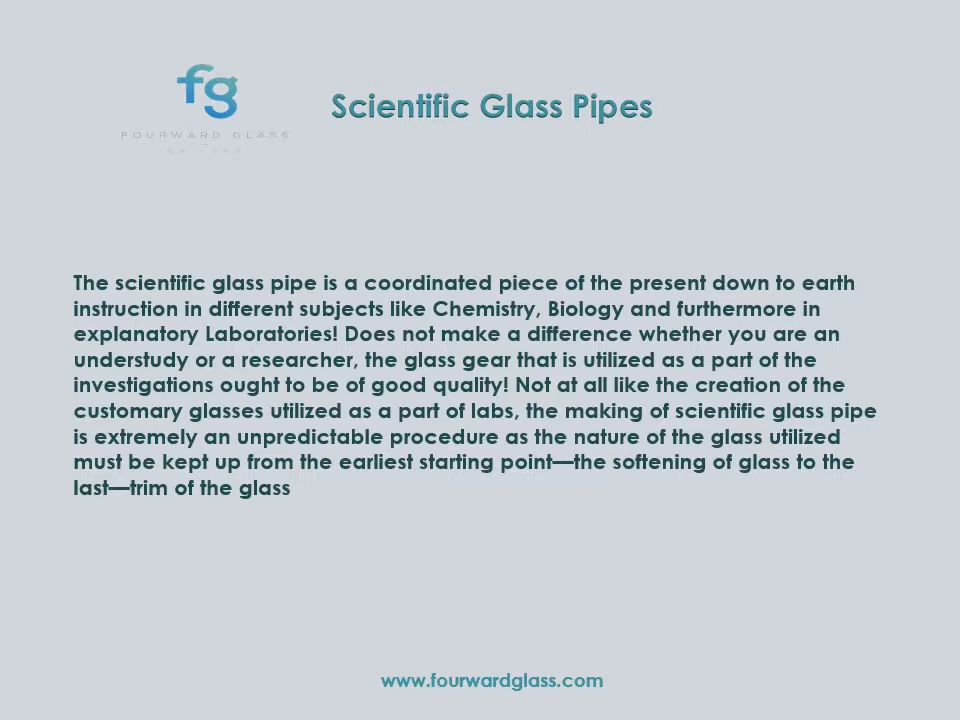 fg
Scientific Glass Pipes
FOURWARD GLASS
The scientific glass pipe is a coordinated piece of the present down to earth
instruction in different subjects like Chemistry, Biology and furthermore in
explanatory Laboratories! Does not make a difference whether you are an
understudy or a researcher, the glass gear that is utilized as a part of the
investigations ought to be of good quality! Not at all like the creation of the
customary glasses utilized as a part of labs, the making of scientific glass pipe
is extremely an unpredictable procedure as the nature of the glass utilized
must be kept up from the earliest starting point—the softening of glass to the
last—trim of the glass
www.fourwardglass.com